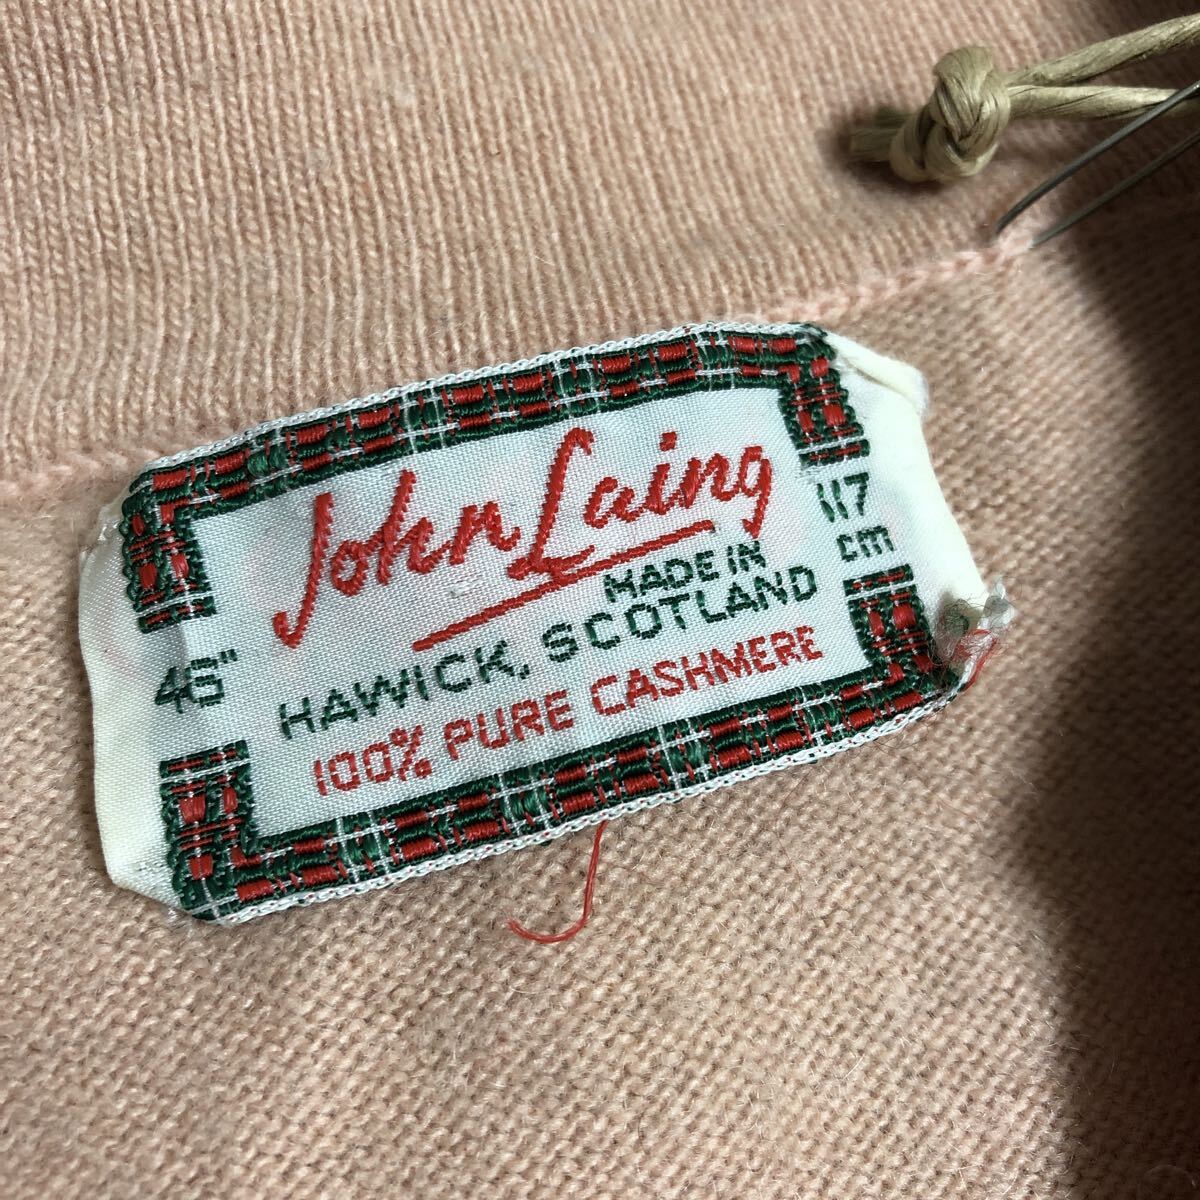 John Laing
MADE IN
HAWICK, SCOTLAND
100% PURE CASHMERE
46"
117
cm